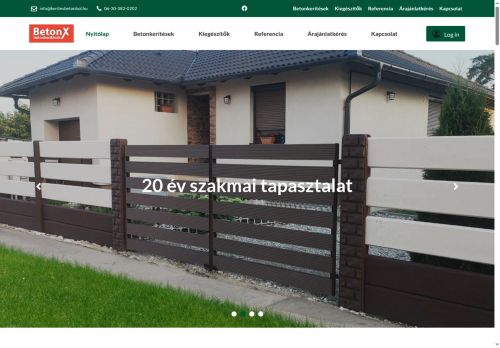 info@keritesbetonbol.hu 06-30-382-0202 Betonkerítések Kiegészítők Referencia Árajánlatkérés Kapcsolat
BetonX
Nyitólap Betonkerítések Kiegészítők Referencia Árajánlatkérés Kapcsolat Log in
20 év szakmai tapasztalat